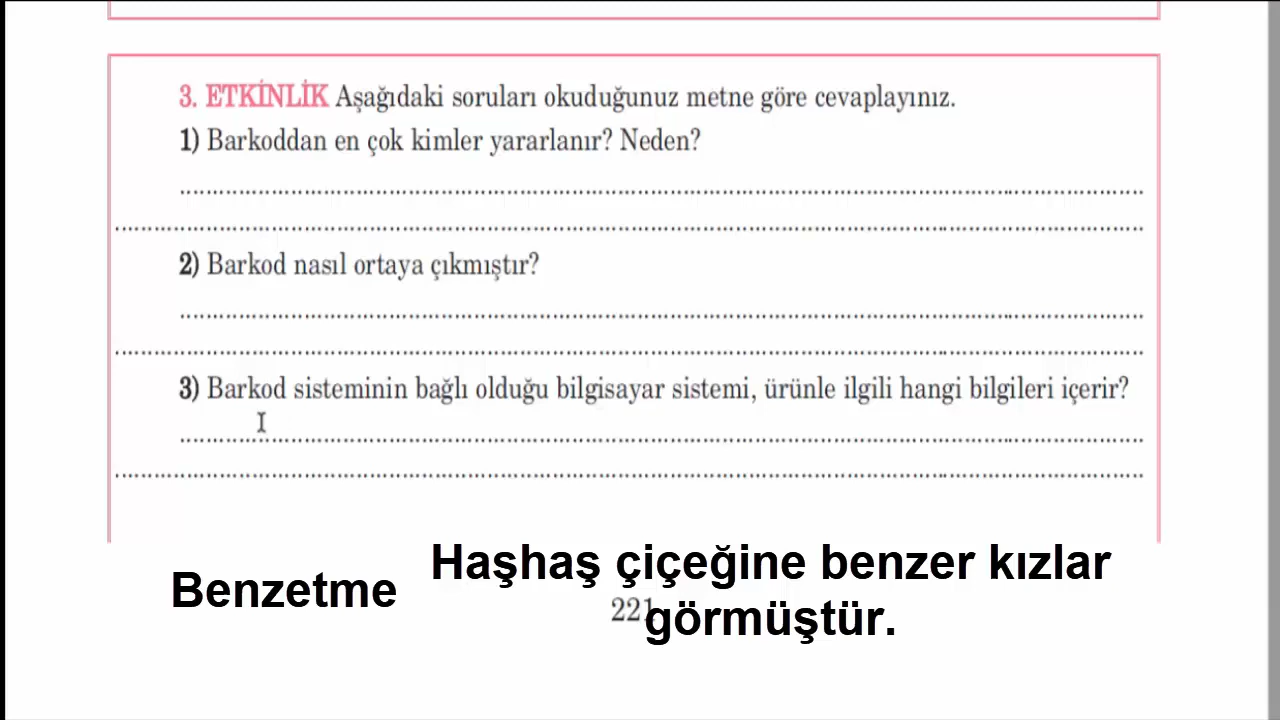 3. ETKİNLİK Aşağıdaki soruları okuduğunuz metne göre cevaplayınız.
1) Barkoddan en çok kimler yararlanır? Neden?
2) Barkod nasıl ortaya çıkmıştır?
3) Barkod sisteminin bağlı olduğu bilgisayar sistemi, ürünle ilgili hangi bilgileri içerir?
Benzetme
Haşhaş çiçeğine benzer kızlar
görmüştür.
221